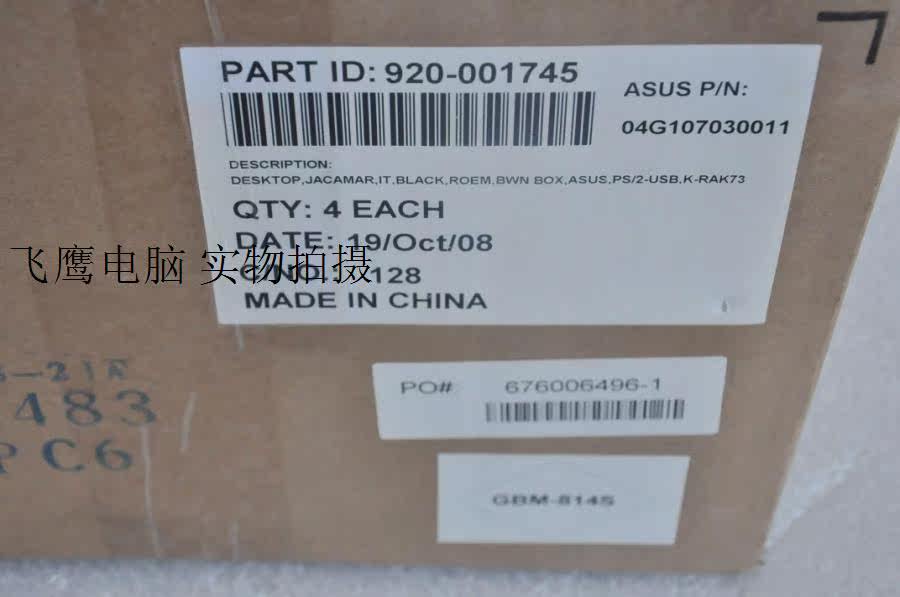 PART ID: 920-001745
ASUS P/N:
04G107030011
DESCRIPTION:
DESKTOP,JACAMAR,IT,BLACK,ROEM,BWN BOX,ASUS,PS/2-USB,K-RAK73
QTY: 4 EACH
DATE: 19/Oct/08
飞鹰电脑 实物拍摄
128
MADE IN CHINA
PO#: 676006496-1
483
PC6
GBM-814S